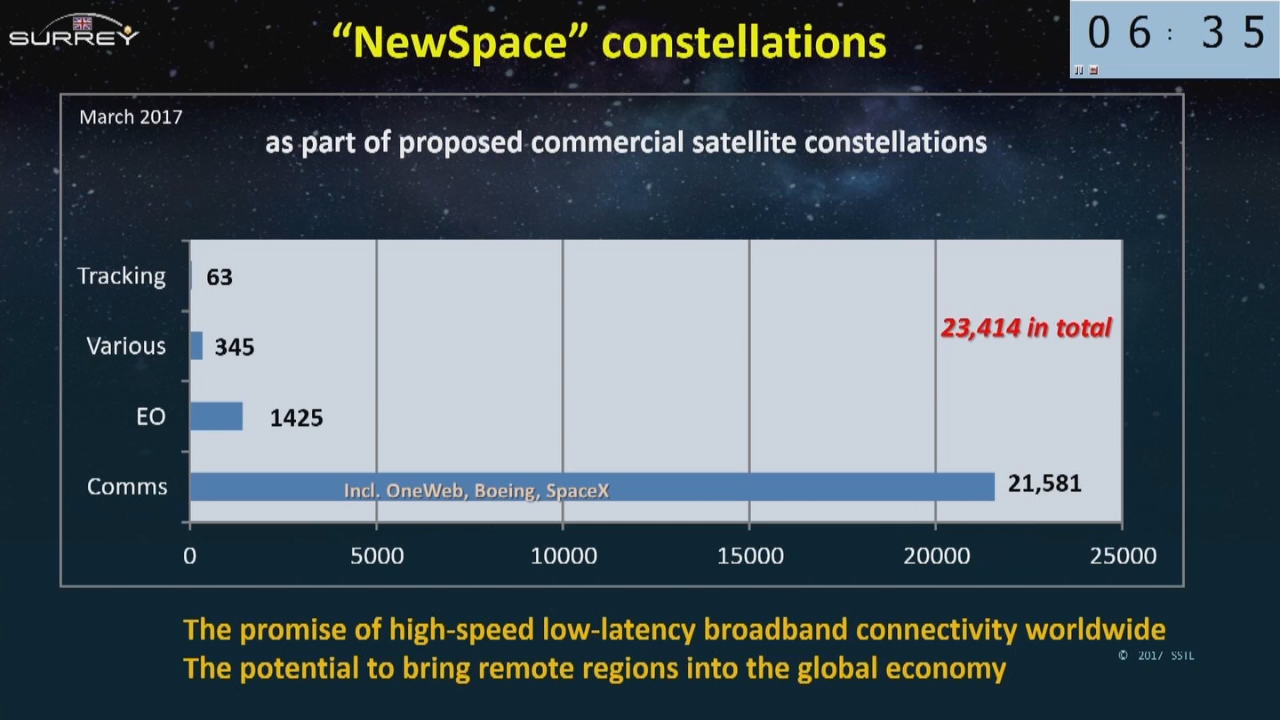 SURREY
“NewSpace” constellations
06:35
March 2017
as part of proposed commercial satellite constellations
Tracking 63
23,414 in total
Various 345
EO 1425
Comms Incl. OneWeb, Boeing, SpaceX 21,581
0 5000 10000 15000 20000 25000
The promise of high-speed low-latency broadband connectivity worldwide
© 2017 SSTL
The potential to bring remote regions into the global economy